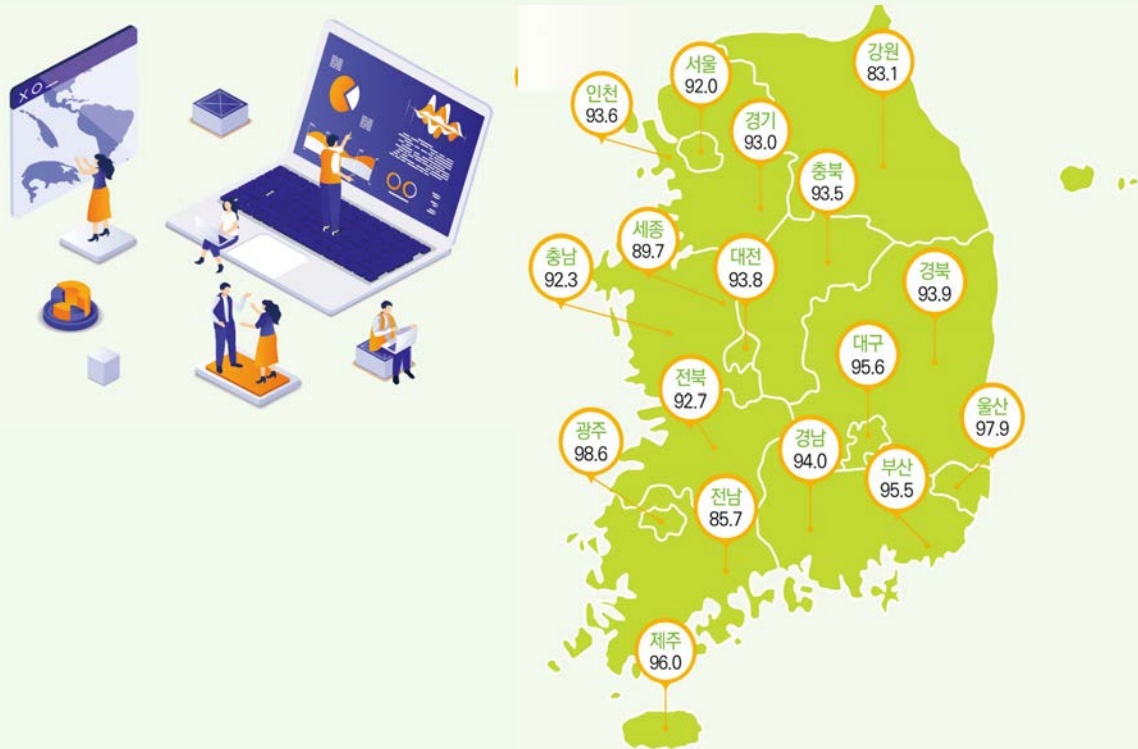 서울
92.0
강원
83.1
인천
93.6
경기
93.0
충북
93.5
세종
89.7
충남
92.3
대전
93.8
경북
93.9
대구
95.6
전북
92.7
울산
97.9
광주
98.6
경남
94.0
부산
95.5
전남
85.7
제주
96.0